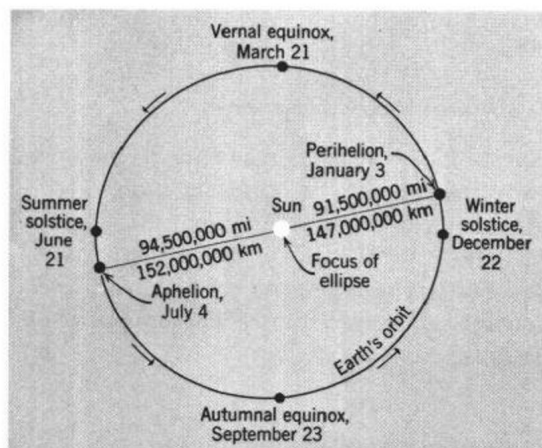 Vernal equinox,
March 21
Perihelion,
January 3
Summer
solstice,
June
21
Sun
91,500,000 mi
147,000,000 km
94,500,000 mi
152,000,000 km
Winter
solstice,
December
22
Focus of
ellipse
Aphelion,
July 4
Earth's orbit
Autumnal equinox,
September 23